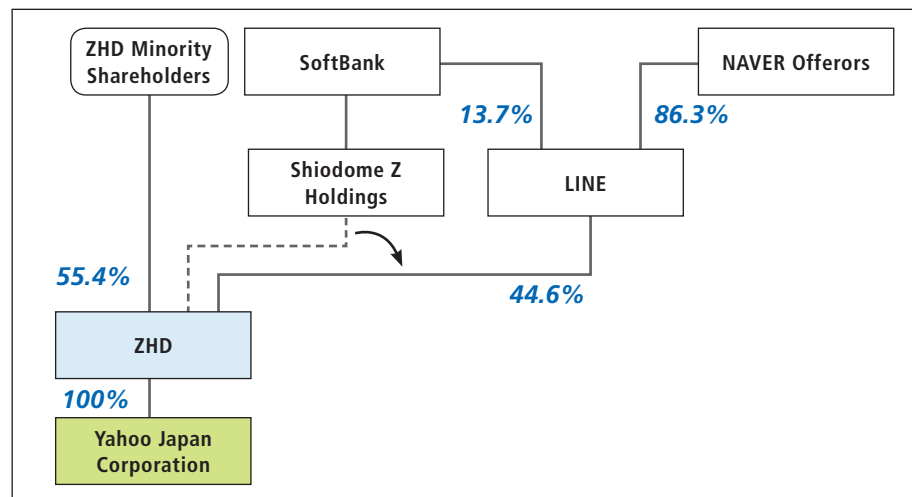 ZHD Minority
Shareholders
SoftBank
NAVER Offerors
13.7%
86.3%
Shiodome Z
Holdings
LINE
55.4%
44.6%
ZHD
100%
Yahoo Japan
Corporation